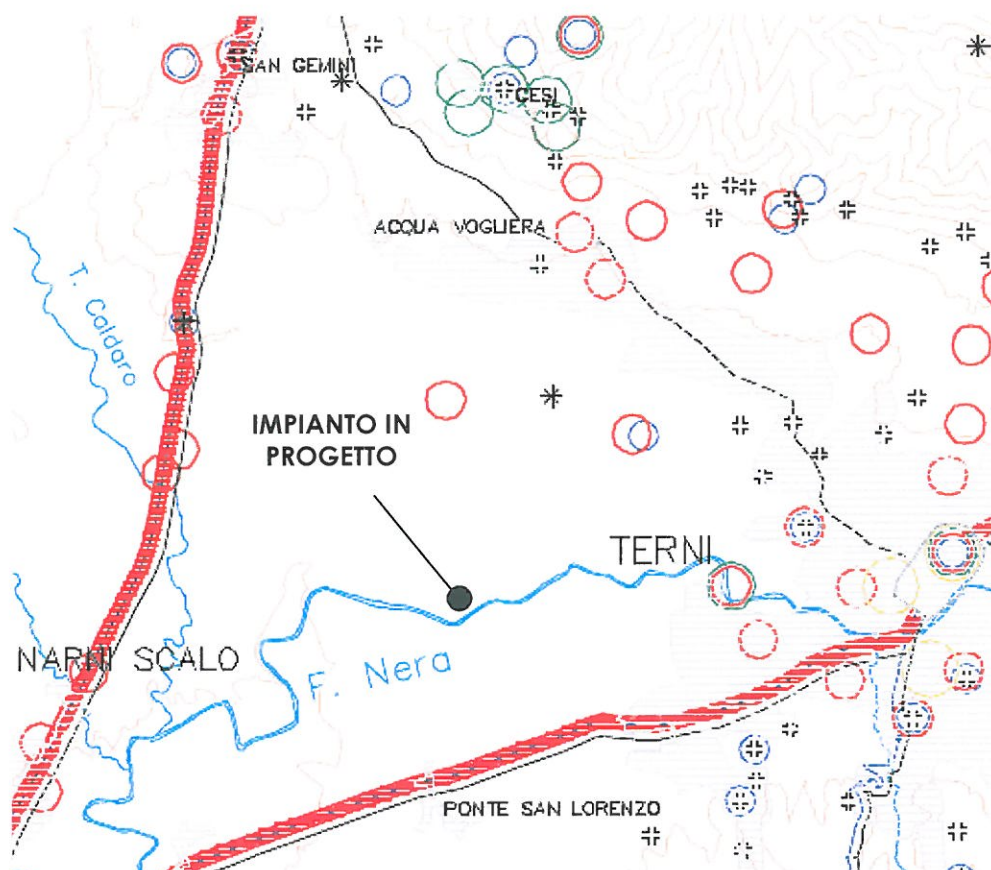 SAN GEMINI
CESI
ACQUA VOGLIERA
T. Caldaro
IMPIANTO IN
PROGETTO
TERNI
NARNI SCALO
F. Nera
PONTE SAN LORENZO